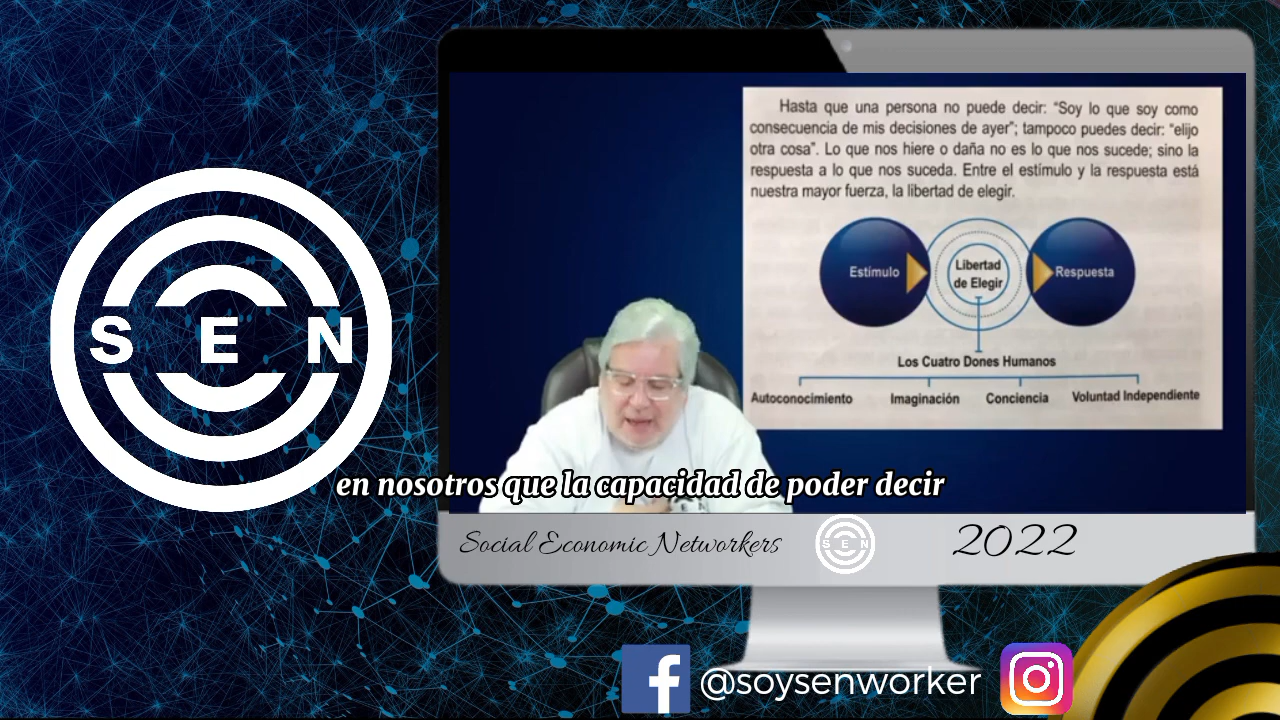 S E N
Hasta que una persona no puede decir: “Soy lo que soy como
consecuencia de mis decisiones de ayer”; tampoco puedes decir: “elijo
otra cosa”. Lo que nos hiere o daña no es lo que nos sucede; sino la
respuesta a lo que nos suceda. Entre el estímulo y la respuesta está
nuestra mayor fuerza, la libertad de elegir.
Estímulo
Libertad
de Elegir
Respuesta
Los Cuatro Dones Humanos
Autoconocimiento Imaginación Conciencia Voluntad Independiente
en nosotros que la capacidad de poder decir
Social Economic Networkers
S E N
2022
f @soysenworker